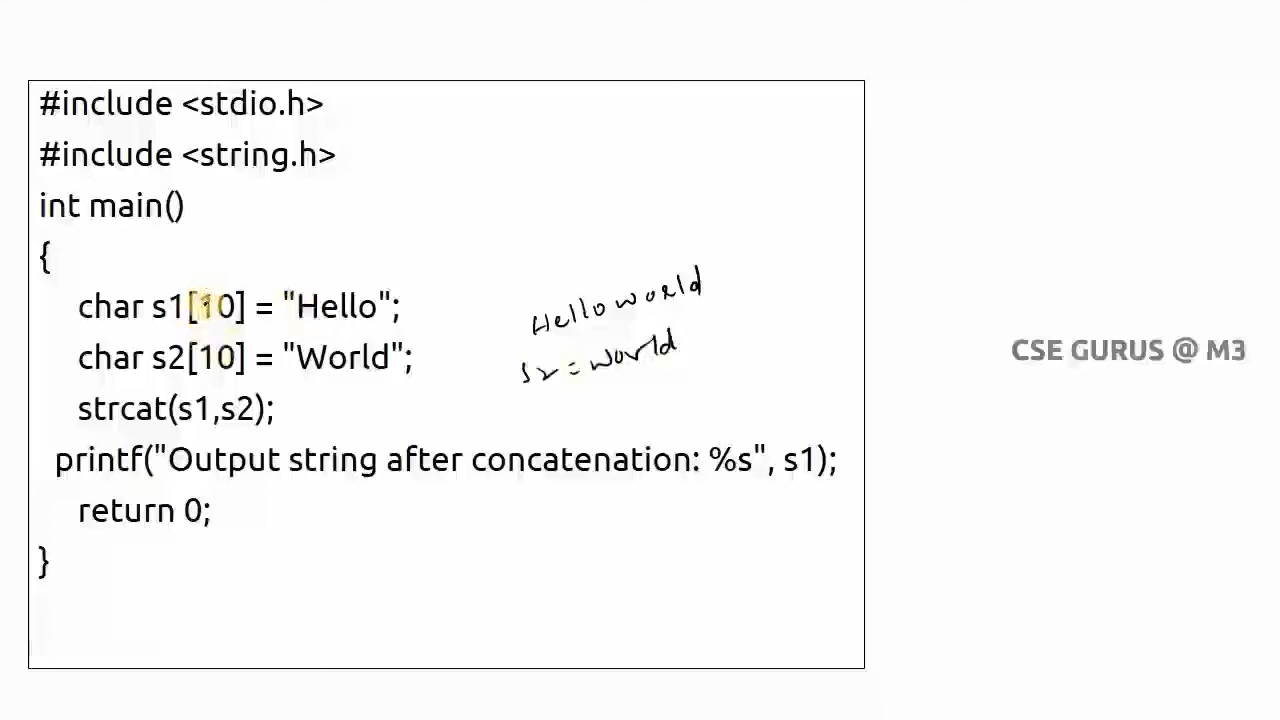 #include <stdio.h>
#include <string.h>
int main()
{
char s1[10] = "Hello";
Helloworld
char s2[10] = "World";
s2 = world
strcat(s1,s2);
printf("Output string after concatenation: %s", s1);
return 0;
}
CSE GURUS @ M3